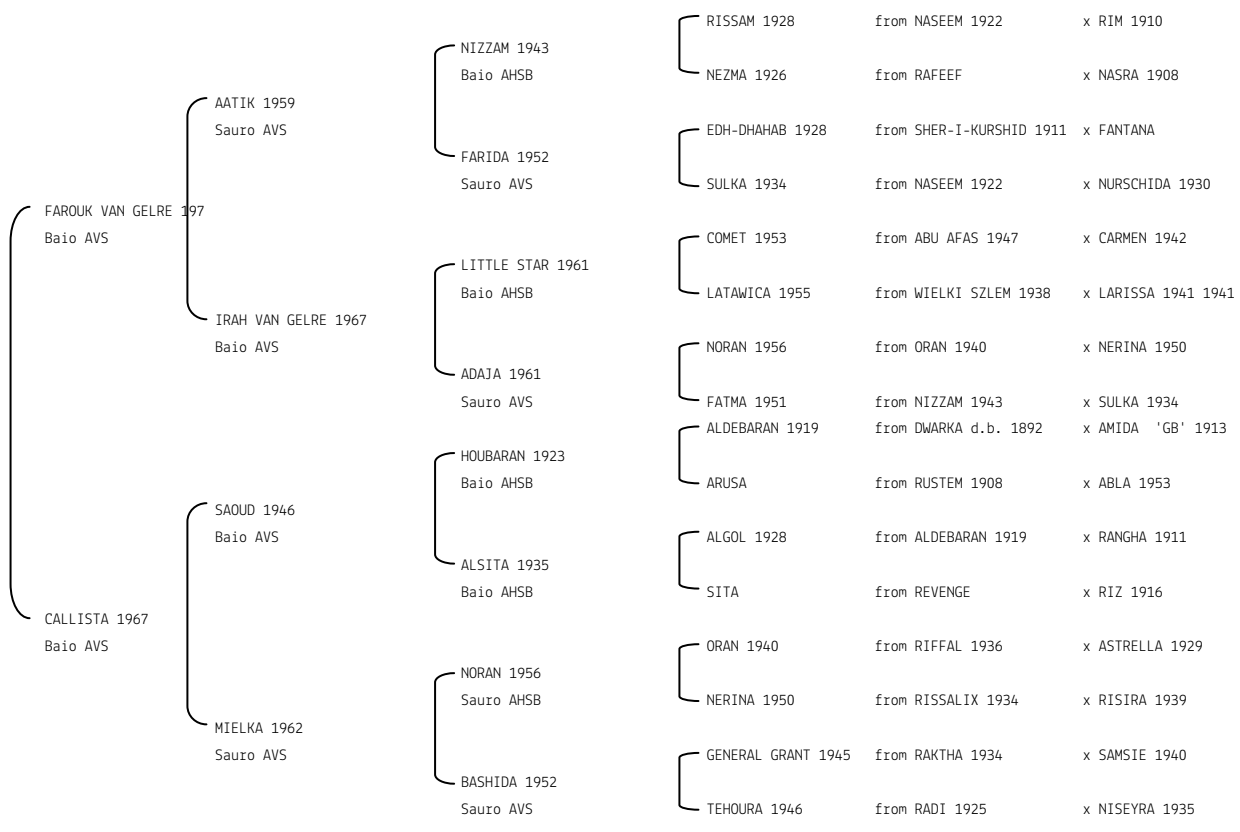 RISSAM 1928 from NASEEM 1922 x RIM 1910
NIZZAM 1943
Baio AHSB NEZMA 1926 from RAFEEF x NASRA 1908
AATIK 1959
Sauro AVS EDH-DHAHAB 1928 from SHER-I-KURSHID 1911 x FANTANA
FARIDA 1952
Sauro AVS SULKA 1934 from NASEEM 1922 x NURSCHIDA 1930
FAROUK VAN GELRE 197
Baio AVS COMET 1953 from ABU AFAS 1947 x CARMEN 1942
LITTLE STAR 1961
Baio AHSB LATAWICA 1955 from WIELKI SZLEM 1938 x LARISSA 1941 1941
IRAH VAN GELRE 1967
Baio AVS NORAN 1956 from ORAN 1940 x NERINA 1950
ADAJA 1961
Sauro AVS FATMA 1951 from NIZZAM 1943 x SULKA 1934
ALDEBARAN 1919 from DWARKA d.b. 1892 x AMIDA 'GB' 1913
HOUBARAN 1923
Baio AHSB ARUSA from RUSTEM 1908 x ABLA 1953
SAOUD 1946
Baio AVS ALGOL 1928 from ALDEBARAN 1919 x RANGHA 1911
ALSITA 1935
Baio AHSB SITA from REVENGE x RIZ 1916
CALLISTA 1967
Baio AVS ORAN 1940 from RIFFAL 1936 x ASTRELLA 1929
NORAN 1956
Sauro AHSB NERINA 1950 from RISSALIX 1934 x RISIRA 1939
MIELKA 1962
Sauro AVS GENERAL GRANT 1945 from RAKTHA 1934 x SAMSIE 1940
BASHIDA 1952
Sauro AVS TEHOURA 1946 from RADI 1925 x NISEYRA 1935